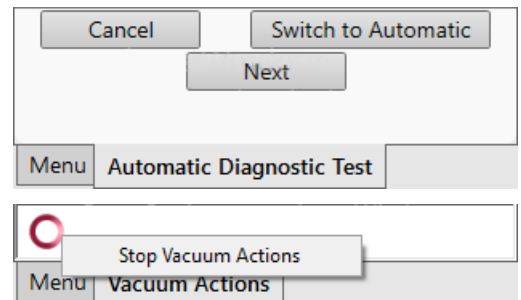 Cancel Switch to Automatic
Next
Menu Automatic Diagnostic Test
Stop Vacuum Actions
Menu Vacuum Actions